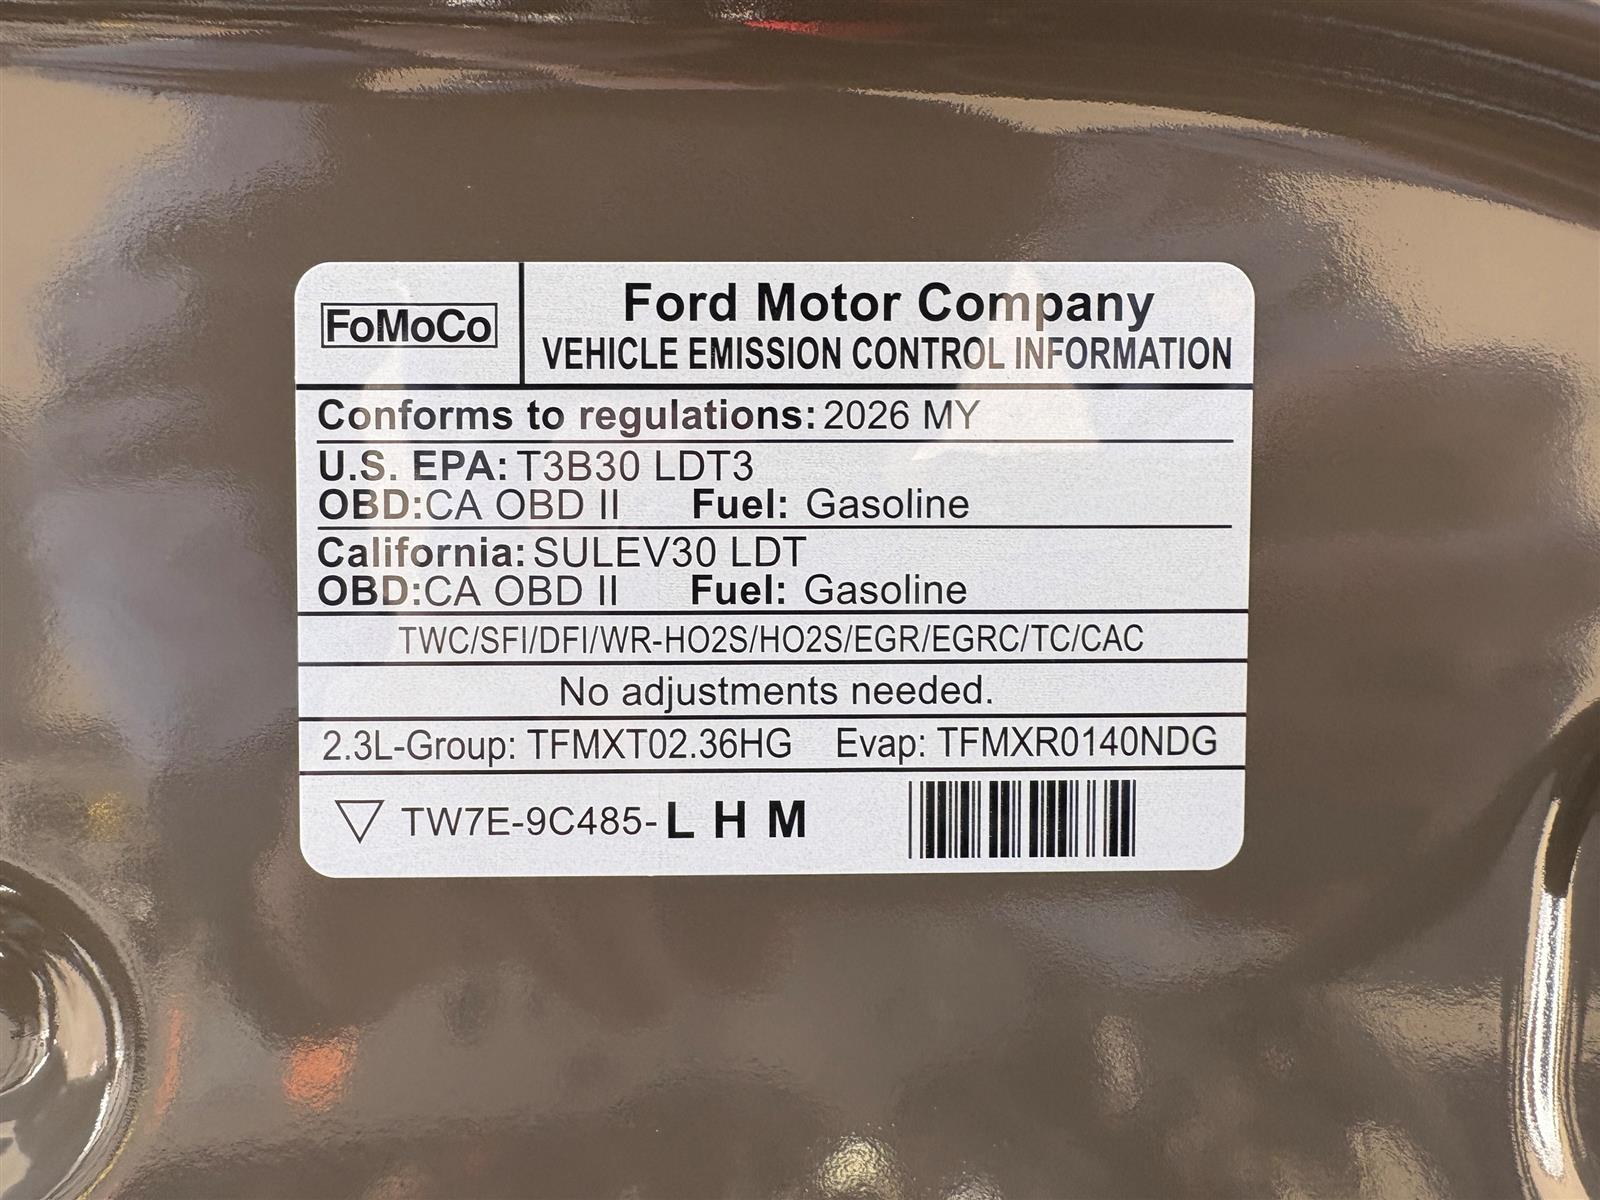 FoMoCo
Ford Motor Company
VEHICLE EMISSION CONTROL INFORMATION
Conforms to regulations: 2026 MY
U.S. EPA: T3B30 LDT3
OBD:CA OBD II Fuel: Gasoline
California: SULEV30 LDT
OBD:CA OBD II Fuel: Gasoline
TWC/SFI/DFI/WR-HO2S/HO2S/EGR/EGRC/TC/CAC
No adjustments needed.
2.3L-Group: TFMXT02.36HG Evap: TFMXR0140NDG
TW7E-9C485-L H M